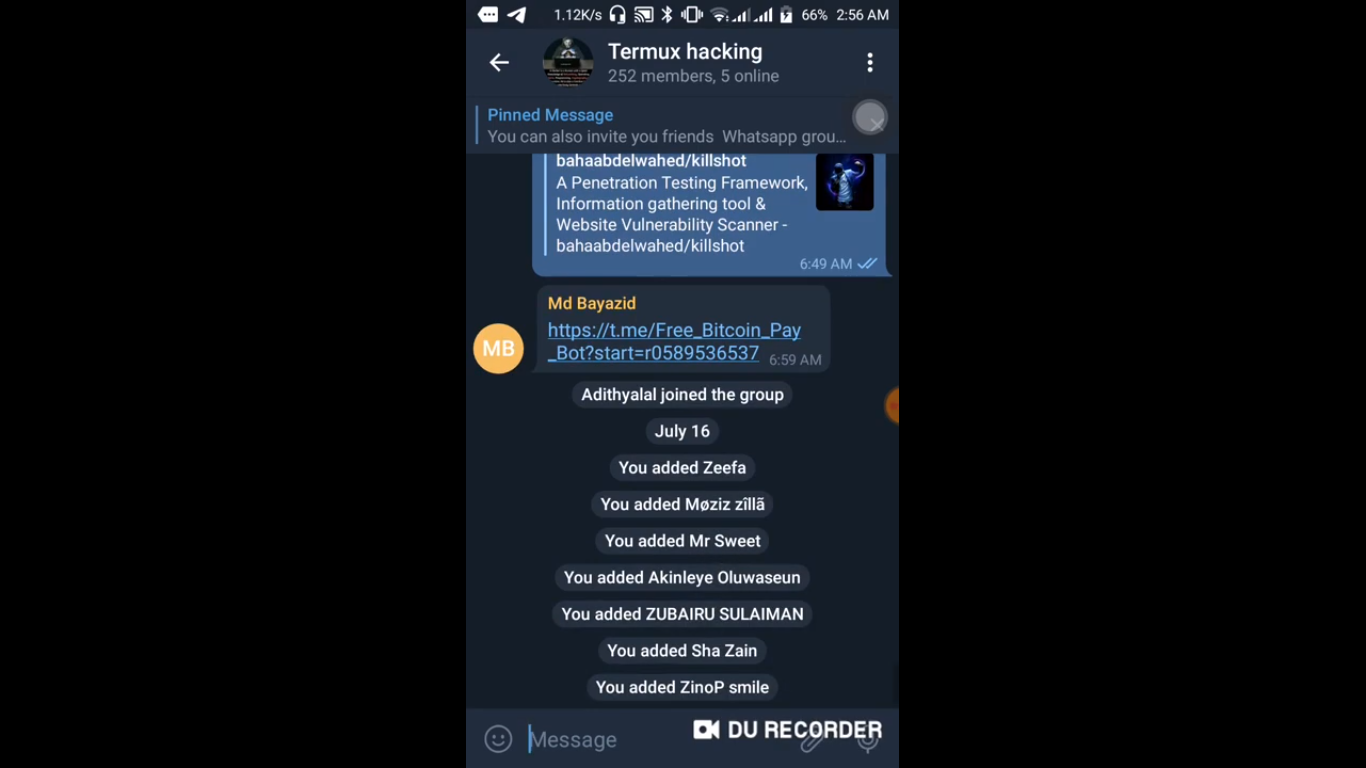 1.12K/s 66% 2:56 AM
Termux hacking
252 members, 5 online
Pinned Message
You can also invite you friends Whatsapp grou...
bahaabdelwahed/killshot
A Penetration Testing Framework,
Information gathering tool &
Website Vulnerability Scanner -
bahaabdelwahed/killshot
6:49 AM
Md Bayazid
MB
https://t.me/Free_Bitcoin_Pay
_Bot?start=r0589536537 6:59 AM
Adithyalal joined the group
July 16
You added Zeefa
You added Møziz zîllã
You added Mr Sweet
You added Akinleye Oluwaseun
You added ZUBAIRU SULAIMAN
You added Sha Zain
You added ZinoP smile
Message
DU RECORDER